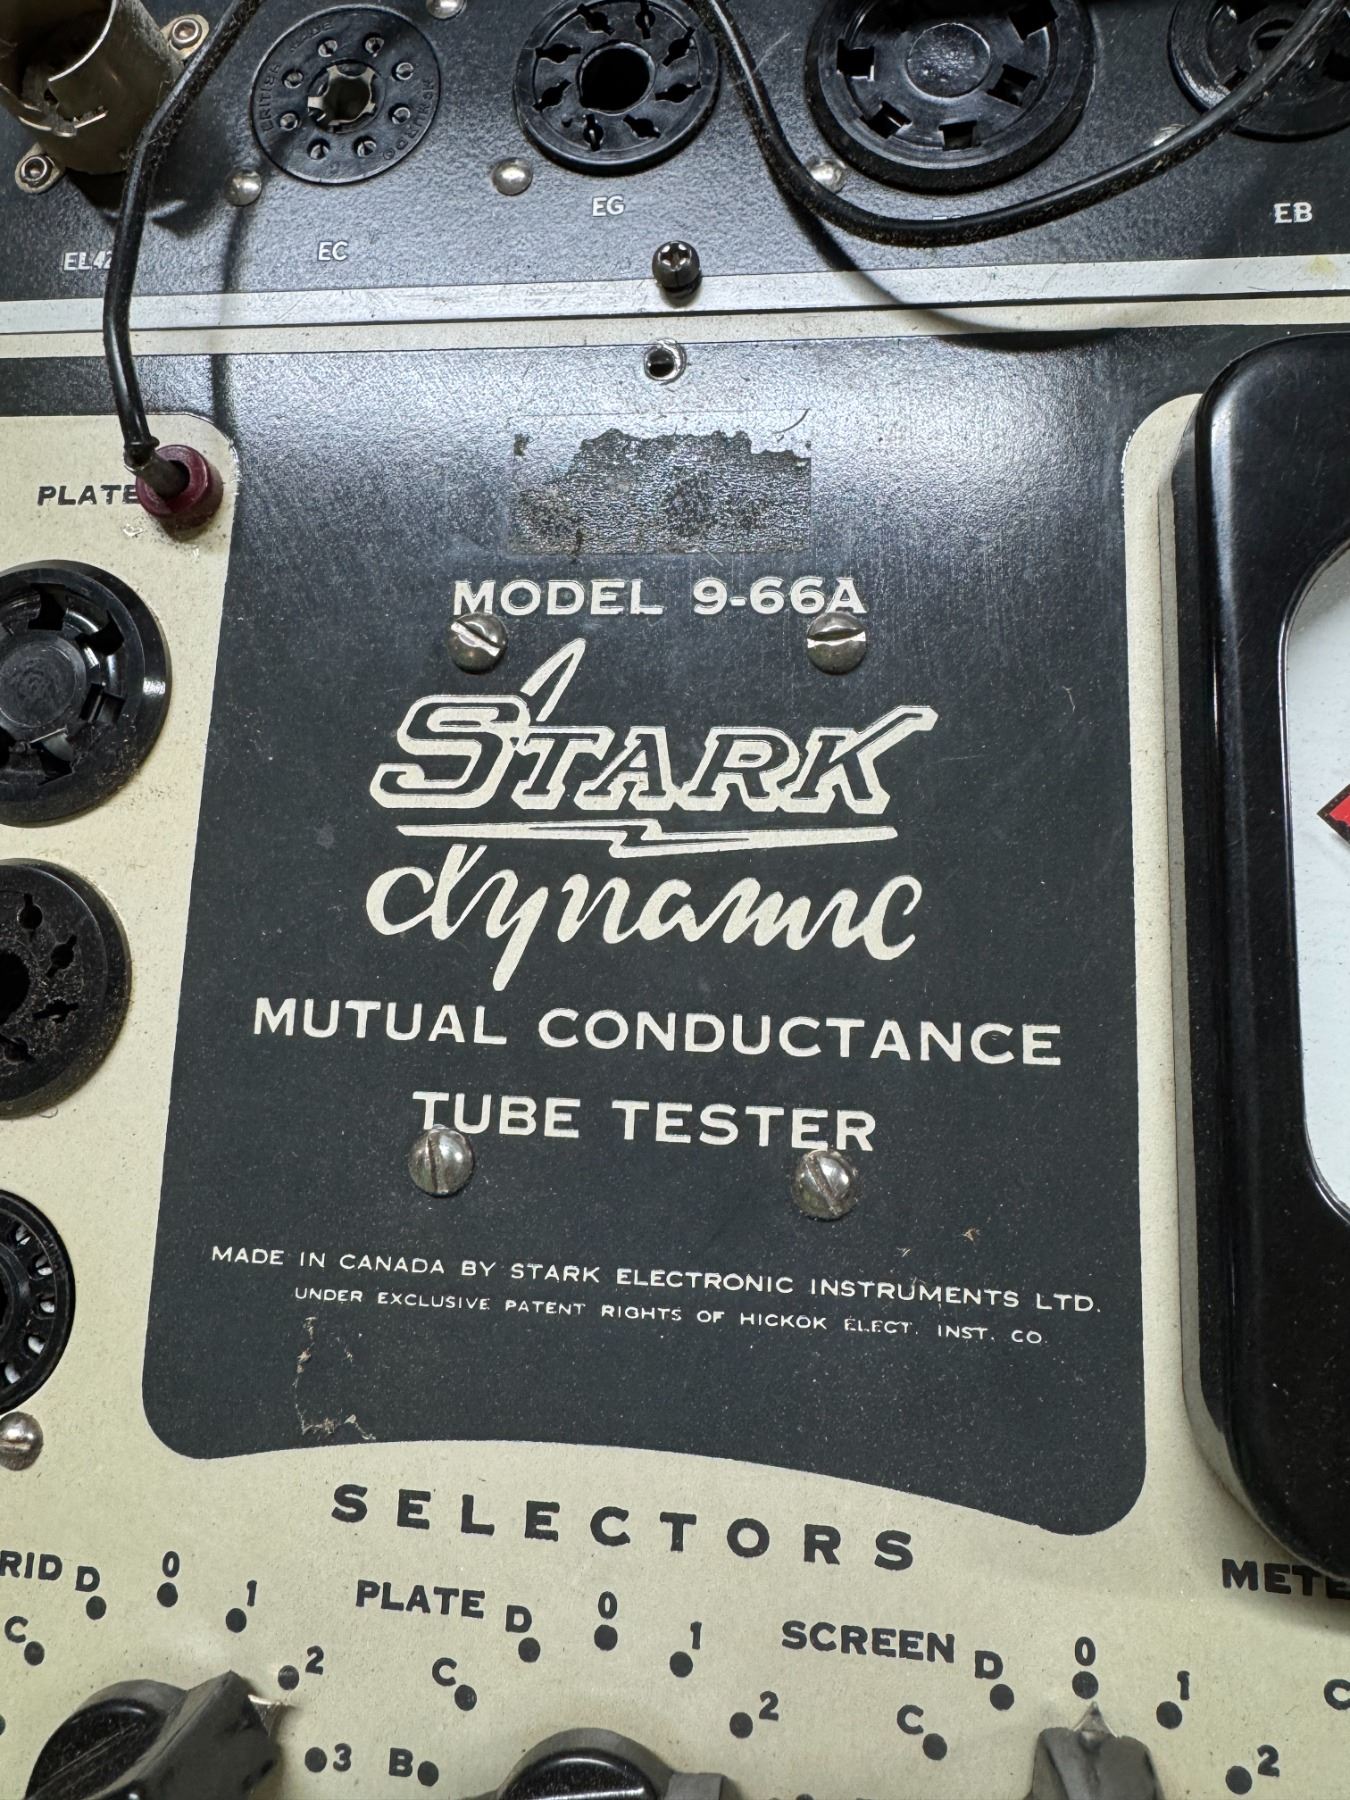 EG
EB
EC
PLATE
MODEL 9-66A
STARK
dynamic
MUTUAL CONDUCTANCE
TUBE TESTER
MADE IN CANADA BY STARK ELECTRONIC INSTRUMENTS LTD.
UNDER EXCLUSIVE PATENT RIGHTS OF HICKOK ELECT. INST. CO.
SELECTORS
RID D 0 1 2 3 C
PLATE D 0 1 2 C B
SCREEN D 0 1 2 C
METE
C